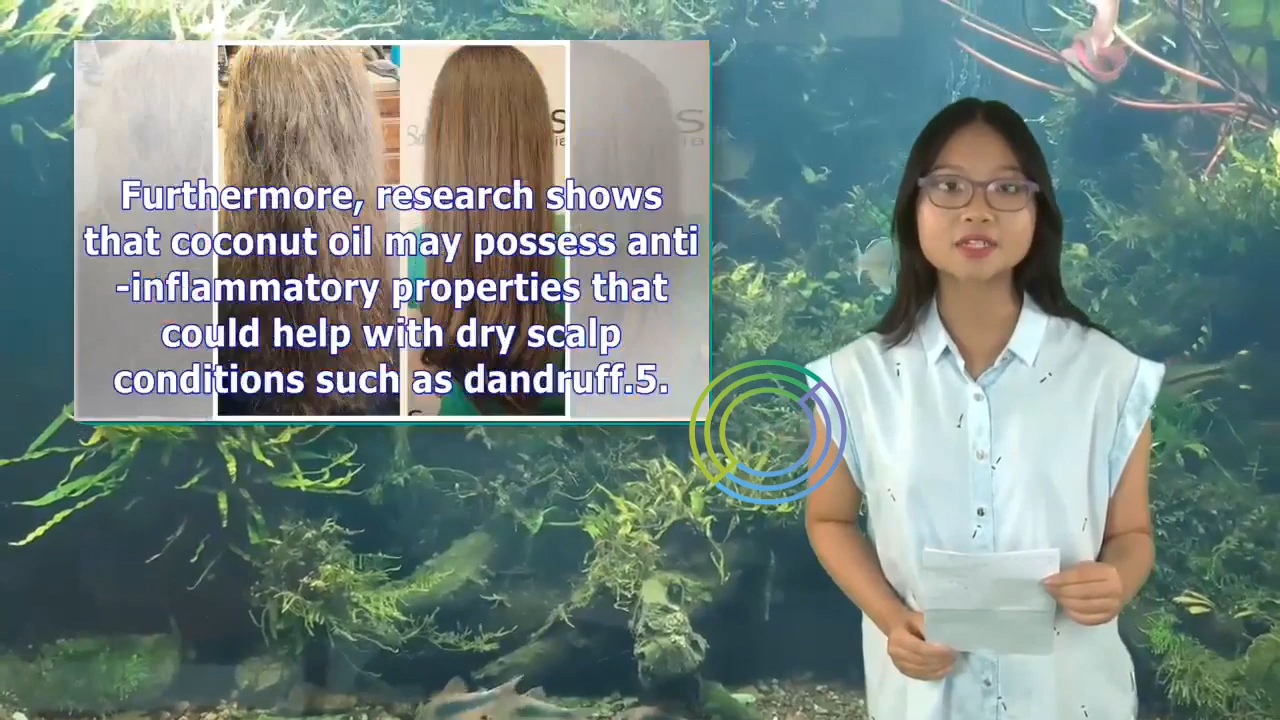 Furthermore, research shows
that coconut oil may possess anti
-inflammatory properties that
could help with dry scalp
conditions such as dandruff.5.